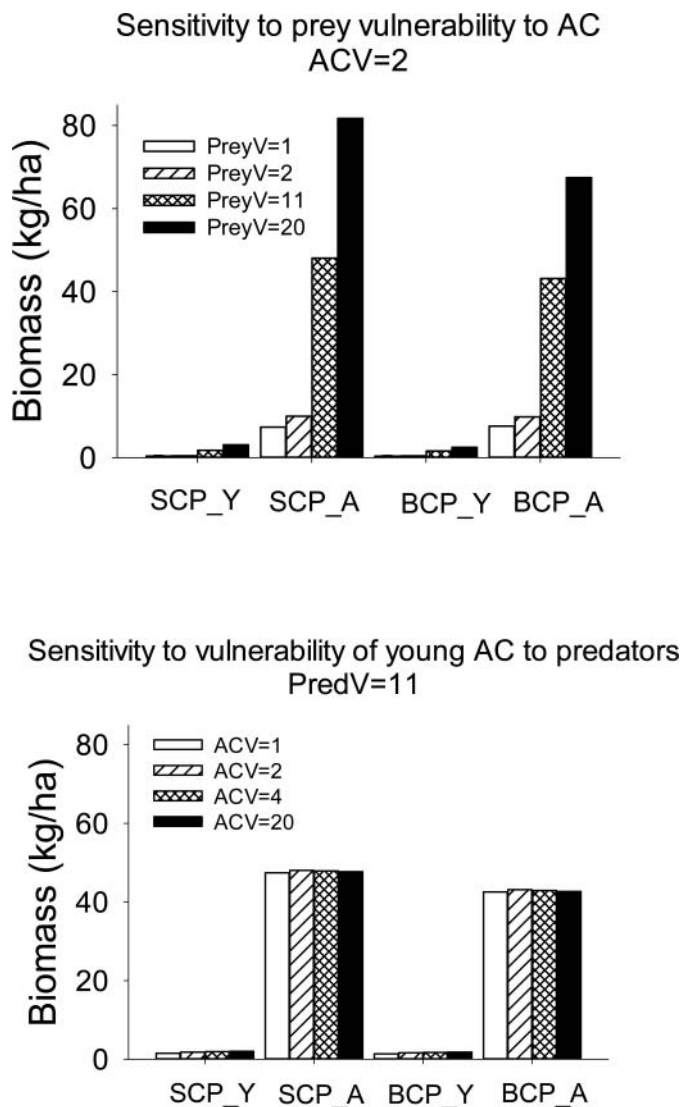 Sensitivity to prey vulnerability to AC
ACV=2
Biomass (kg/ha)
80
60
40
20
0
PreyV=1
PreyV=2
PreyV=11
PreyV=20
SCP_Y SCP_A BCP_Y BCP_A
Sensitivity to vulnerability of young AC to predators
PredV=11
Biomass (kg/ha)
80
60
40
20
0
ACV=1
ACV=2
ACV=4
ACV=20
SCP_Y SCP_A BCP_Y BCP_A